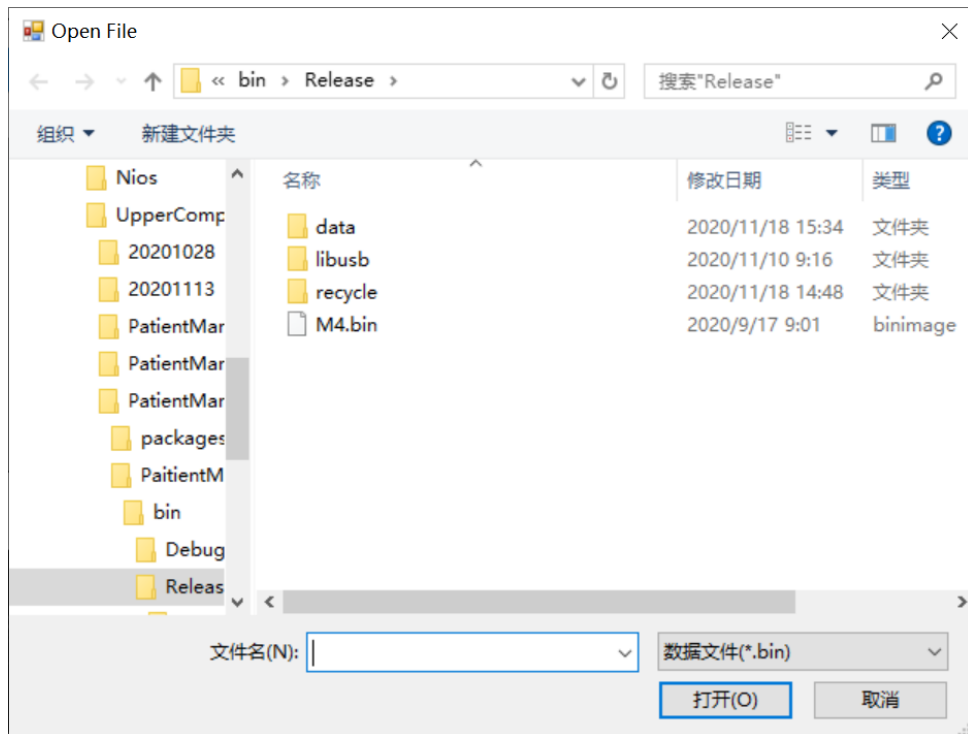 Open File
« bin › Release ›
搜索"Release"
组织
新建文件夹
Nios
UpperComp
20201028
20201113
PatientMar
PatientMar
PatientMar
packages
PaitientM
bin
Debug
Releas
名称 修改日期 类型
data 2020/11/18 15:34 文件夹
libusb 2020/11/10 9:16 文件夹
recycle 2020/11/18 14:48 文件夹
M4.bin 2020/9/17 9:01 binimage
文件名(N):
数据文件(*.bin)
打开(O)
取消